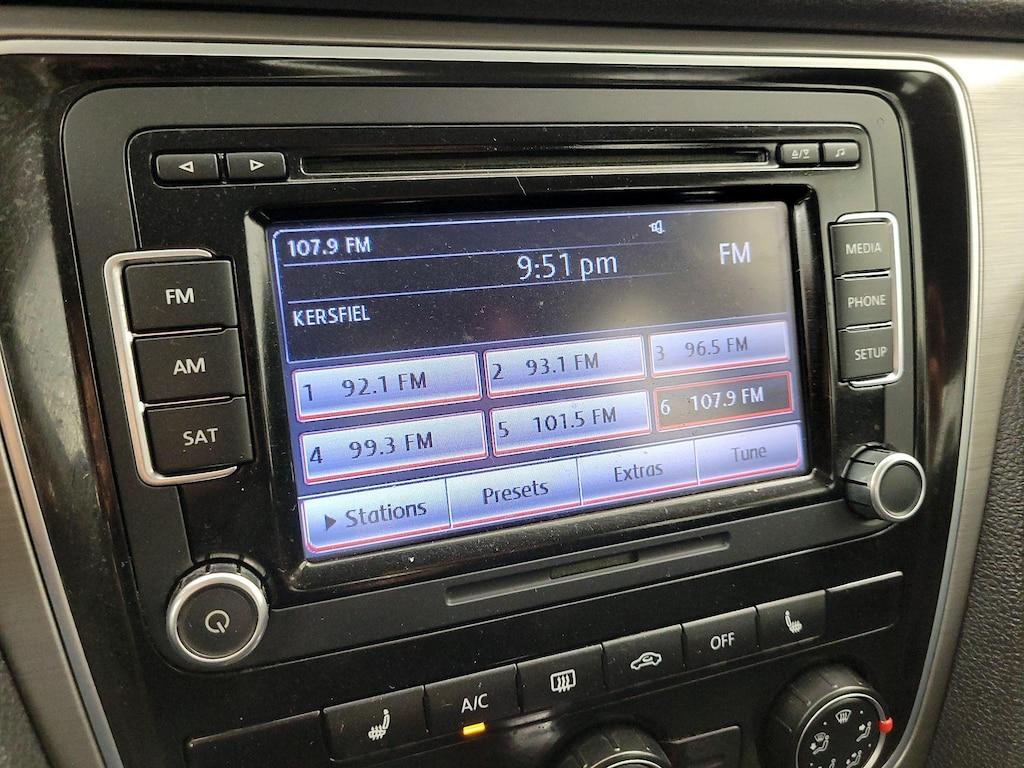 107.9 FM
9:51 pm
FM
KERSFIEL
1 92.1 FM
2 93.1 FM
3 96.5 FM
4 99.3 FM
5 101.5 FM
6 107.9 FM
Stations
Presets
Extras
Tune
FM
AM
SAT
MEDIA
PHONE
SETUP
A/C
OFF